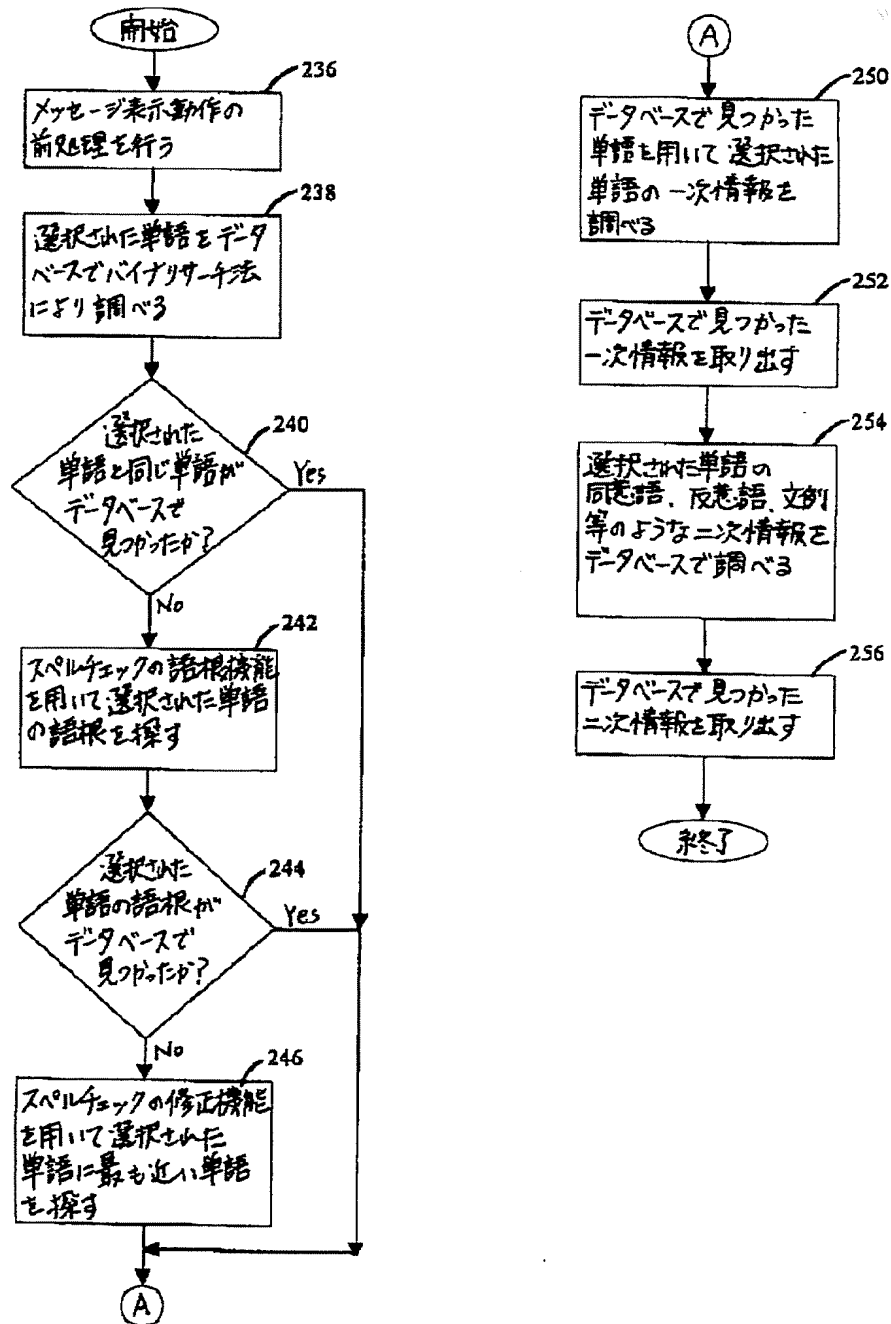 開始
236
メッセージ表示動作の
前処理を行う
238
選択された単語をデータ
ベースでバイナリサーチ法
により調べる
240
選択された
単語と同じ単語が
データベースで
見つかったか?
Yes
No
242
スペルチェックの語根機能
を用いて選択された単語
の語根を探す
244
選択された
単語の語根が
データベースで
見つかったか?
Yes
No
246
スペルチェックの修正機能
を用いて選択された
単語に最も近い単語
を探す
A
A
250
データベースで見つかった
単語を用いて選択された
単語の一次情報を
調べる
252
データベースで見つかった
一次情報を取り出す
254
選択された単語の
同意語、反意語、文例
等のような二次情報を
データベースで調べる
256
データベースで見つかった
二次情報を取り出す
終了